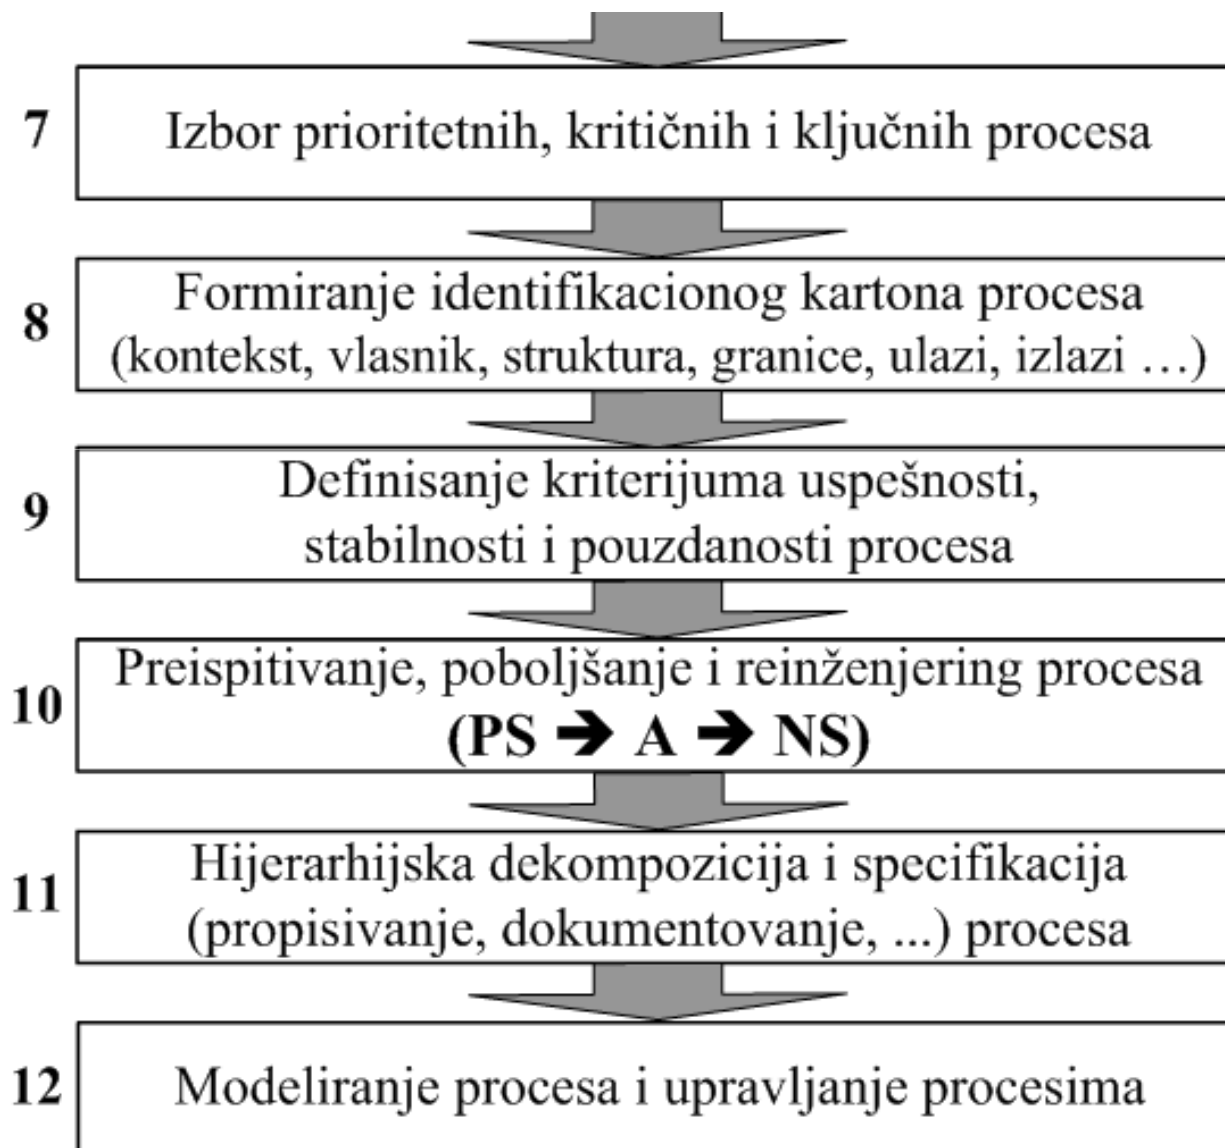 7 Izbor prioritetnih, kritičnih i ključnih procesa
8 Formiranje identifikacionog kartona procesa
(kontekst, vlasnik, struktura, granice, ulazi, izlazi …)
9 Definisanje kriterijuma uspešnosti,
stabilnosti i pouzdanosti procesa
10 Preispitivanje, poboljšanje i reinženjering procesa
(PS ➔ A ➔ NS)
11 Hijerarhijska dekompozicija i specifikacija
(propisivanje, dokumentovanje, ...) procesa
12 Modeliranje procesa i upravljanje procesima